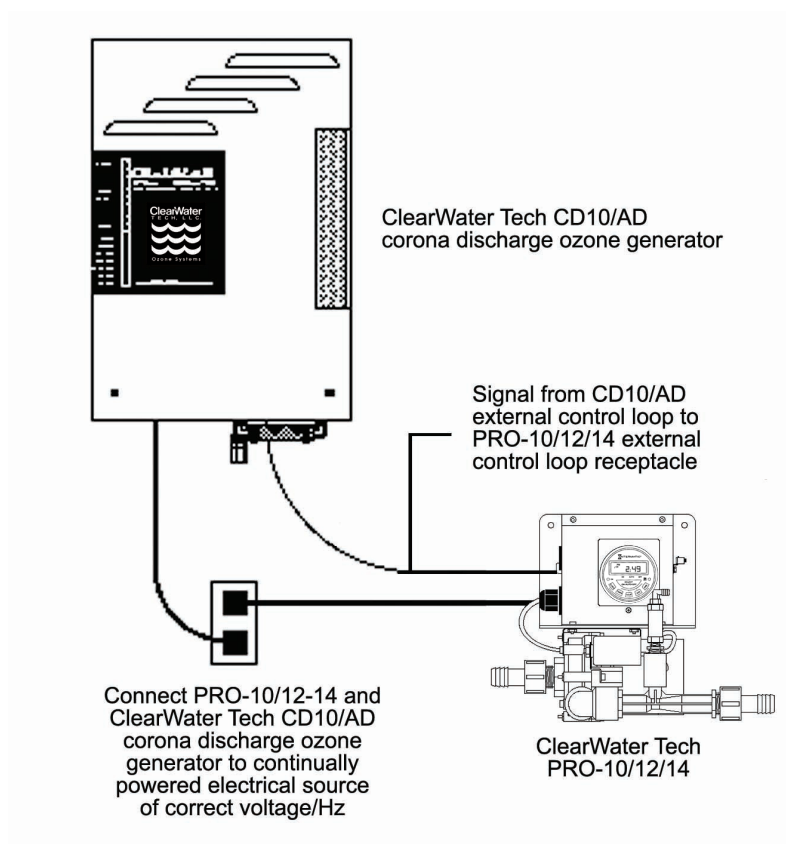 ClearWater
TECH, LLC.
Ozone Systems
ClearWater Tech CD10/AD
corona discharge ozone generator
Signal from CD10/AD
external control loop to
PRO-10/12/14 external
control loop receptacle
2:49
Connect PRO-10/12-14 and
ClearWater Tech CD10/AD
corona discharge ozone
generator to continually
powered electrical source
of correct voltage/Hz
ClearWater Tech
PRO-10/12/14